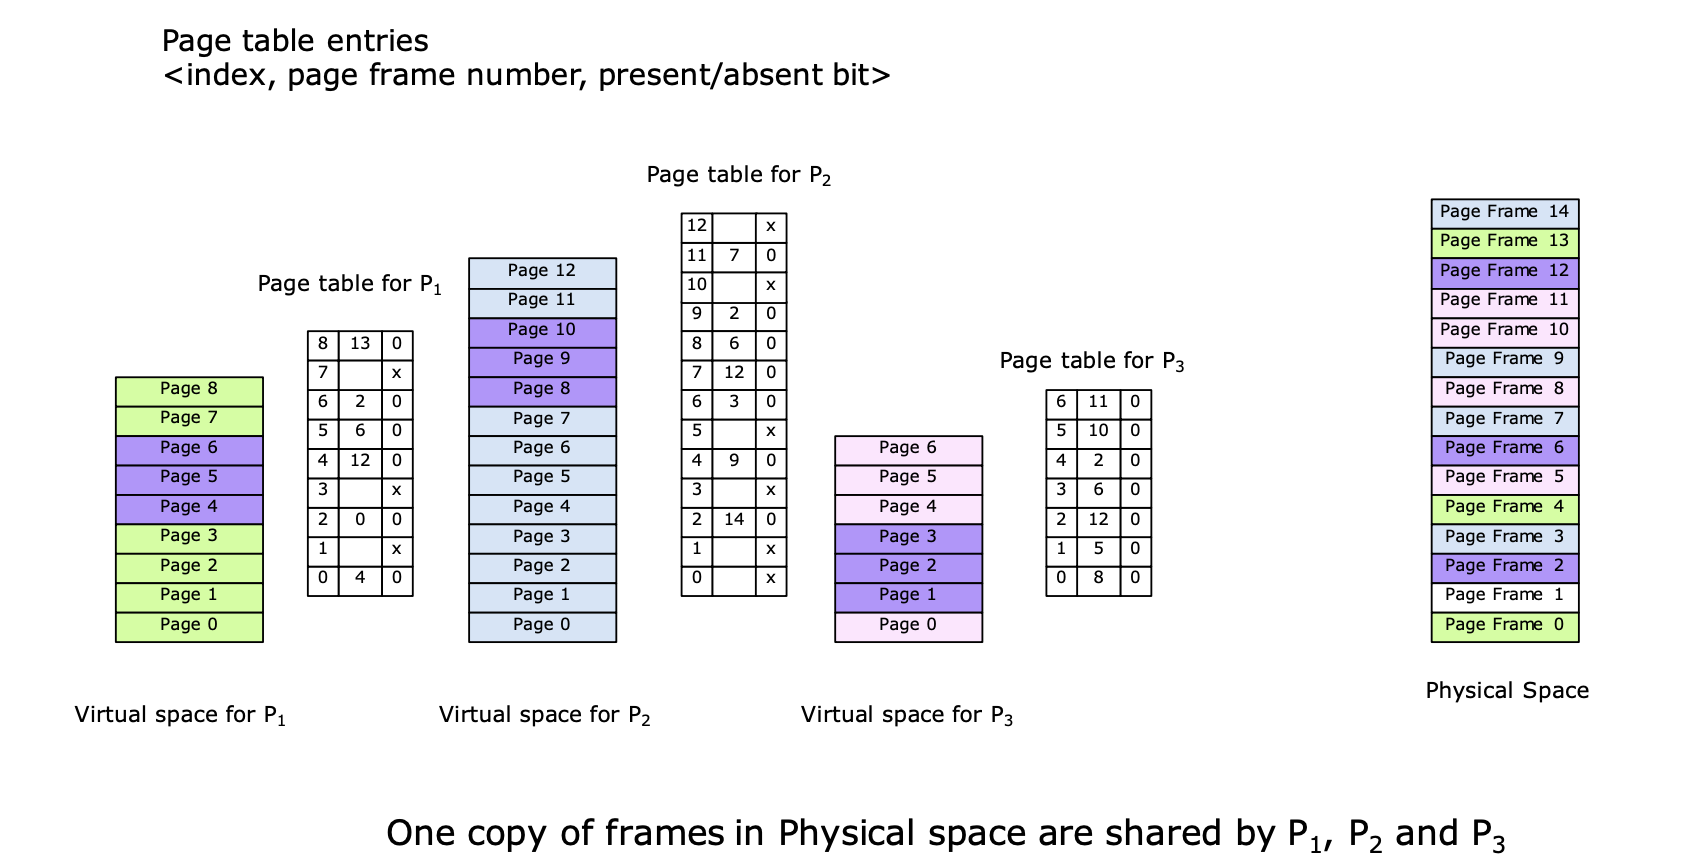 Page table entries
<index, page frame number, present/absent bit>
Page table for P1
8 13 0
7 x
6 2 0
5 6 0
4 12 0
3 x
2 0 0
1 x
0 4 0
Page 8
Page 7
Page 6
Page 5
Page 4
Page 3
Page 2
Page 1
Page 0
Virtual space for P1
Page table for P2
12 x
11 7 0
10 x
9 2 0
8 6 0
7 12 0
6 3 0
5 x
4 9 0
3 x
2 14 0
1 x
0 x
Page 12
Page 11
Page 10
Page 9
Page 8
Page 7
Page 6
Page 5
Page 4
Page 3
Page 2
Page 1
Page 0
Virtual space for P2
Page table for P3
6 11 0
5 10 0
4 2 0
3 6 0
2 12 0
1 5 0
0 8 0
Page 6
Page 5
Page 4
Page 3
Page 2
Page 1
Page 0
Virtual space for P3
Page Frame 14
Page Frame 13
Page Frame 12
Page Frame 11
Page Frame 10
Page Frame 9
Page Frame 8
Page Frame 7
Page Frame 6
Page Frame 5
Page Frame 4
Page Frame 3
Page Frame 2
Page Frame 1
Page Frame 0
Physical Space
One copy of frames in Physical space are shared by P1, P2 and P3